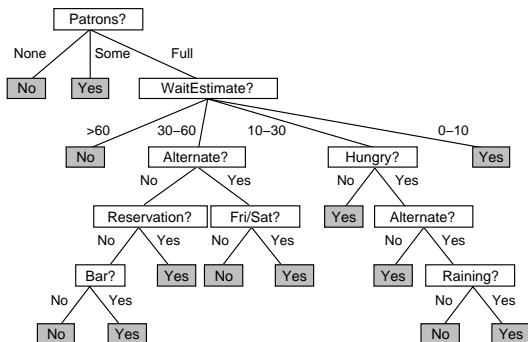 Patrons?
None Some Full
No Yes WaitEstimate?
>60 30–60 10–30 0–10
No Alternate? Hungry? Yes
No Yes No Yes
Reservation? Fri/Sat? Yes Alternate?
No Yes No Yes No Yes
Bar? Yes No Yes Yes Raining?
No Yes No Yes
No Yes No Yes